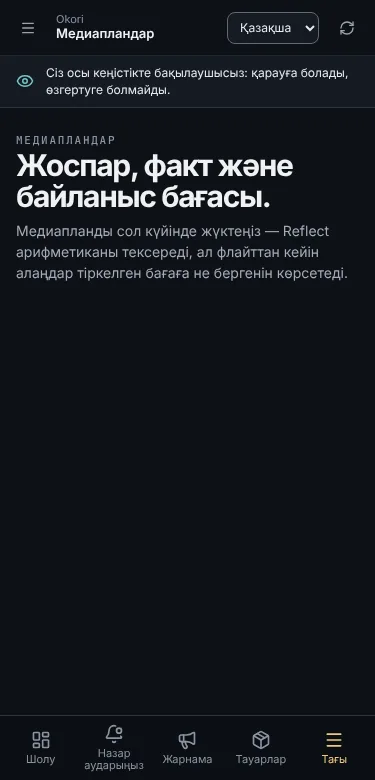 Okori
Медиапландар
Қазақша
Сіз осы кеңістікте бақылаушысыз: қарауға болады,
өзгертуге болмайды.
МЕДИАПЛАНДАР
Жоспар, факт және
байланыс бағасы.
Медиапланды сол күйінде жүктеңіз — Reflect
арифметиканы тексереді, ал флайттан кейін
алаңдар тіркелген бағаға не бергенін көрсетеді.
Шолу
Назар
аударыңыз
Жарнама
Тауарлар
Тағы